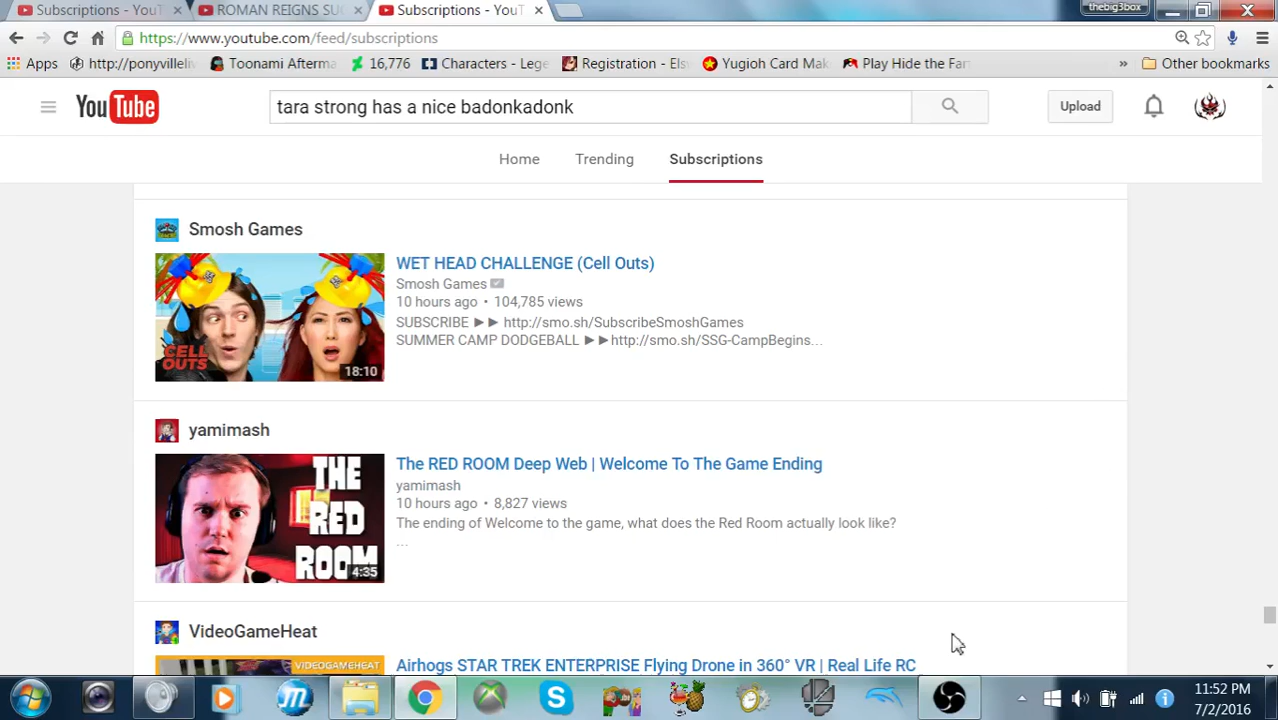 thebig3box
Subscriptions - YouT
ROMAN REIGNS SU
Subscriptions - YouT
https://www.youtube.com/feed/subscriptions
Apps
http://ponyvilleliv
Toonami Afterma
16,776
Characters - Lege
Registration - Els
Yugioh Card Mak
Play Hide the Far
»
Other bookmarks
YouTube
tara strong has a nice badonkadonk
Upload
Home Trending Subscriptions
Smosh Games
CELL OUTS
18:10
WET HEAD CHALLENGE (Cell Outs)
Smosh Games
10 hours ago • 104,785 views
SUBSCRIBE ►► http://smo.sh/SubscribeSmoshGames
SUMMER CAMP DODGEBALL ►►http://smo.sh/SSG-CampBegins...
yamimash
THE
RED
ROOM
4:35
The RED ROOM Deep Web | Welcome To The Game Ending
yamimash
10 hours ago • 8,827 views
The ending of Welcome to the game, what does the Red Room actually look like?
...
VideoGameHeat
VIDEOGAMEHEAT
Airhogs STAR TREK ENTERPRISE Flying Drone in 360° VR | Real Life RC
11:52 PM
7/2/2016